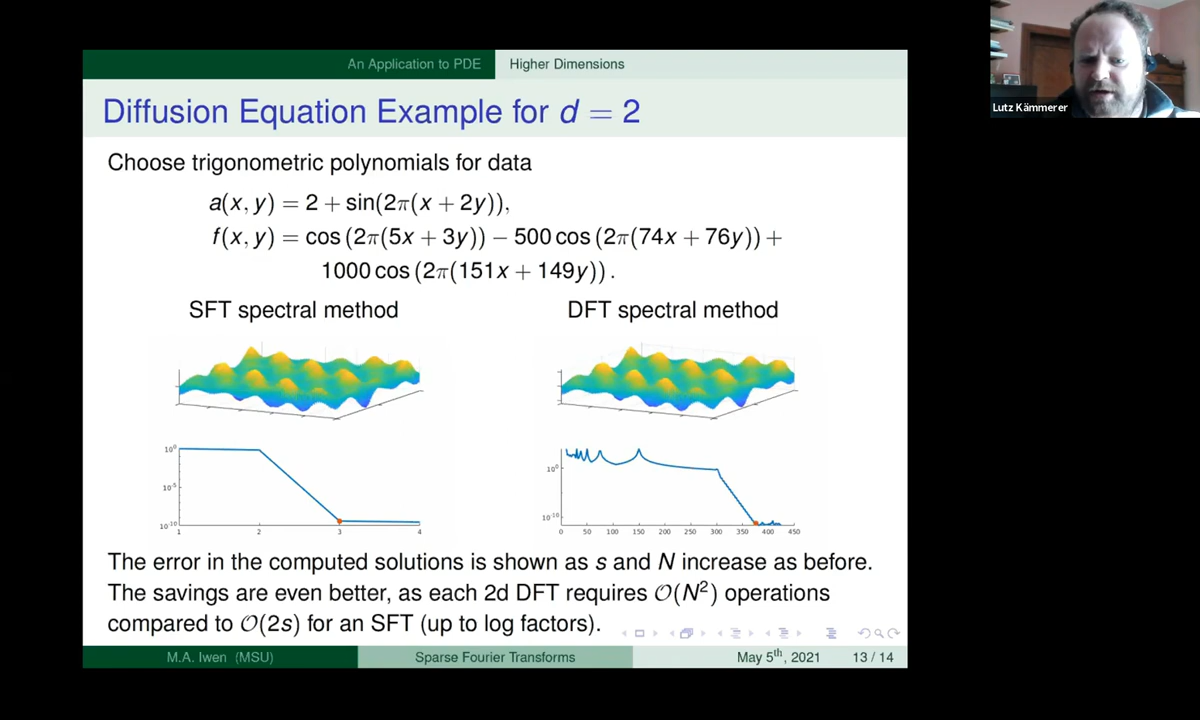 An Application to PDE Higher Dimensions
Diffusion Equation Example for d = 2
Lutz Kämmerer
Choose trigonometric polynomials for data
a(x, y) = 2 + sin(2π(x + 2y)),
f(x, y) = cos (2π(5x + 3y)) − 500 cos (2π(74x + 76y)) +
1000 cos (2π(151x + 149y)) .
SFT spectral method DFT spectral method
10⁰
10⁻⁵
10⁻¹⁰
1 2 3 4
10⁰
10⁻¹⁰
0 50 100 150 200 250 300 350 400 450
The error in the computed solutions is shown as s and N increase as before.
The savings are even better, as each 2d DFT requires 𝒪(N²) operations
compared to 𝒪(2s) for an SFT (up to log factors).
M.A. Iwen (MSU) Sparse Fourier Transforms May 5ᵗʰ, 2021 13 / 14